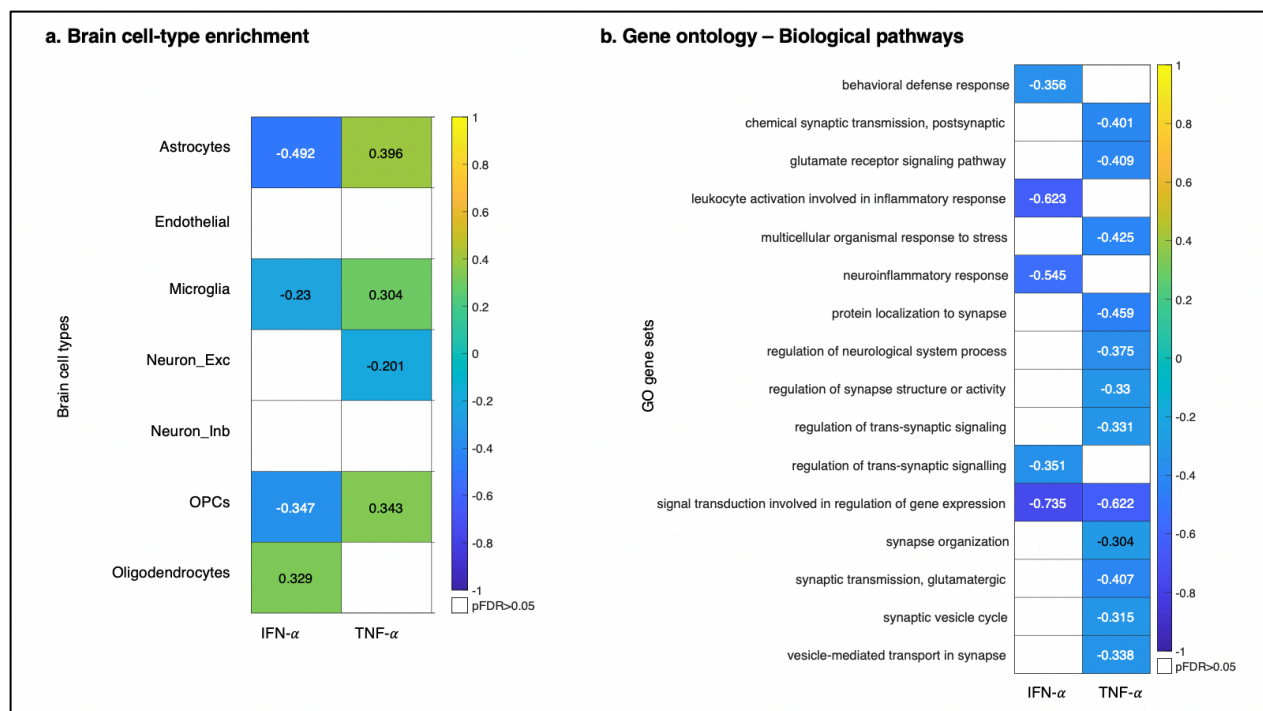 a. Brain cell-type enrichment
Brain cell types
Astrocytes -0.492 0.396
Endothelial
Microglia -0.23 0.304
Neuron_Exc -0.201
Neuron_Inb
OPCs -0.347 0.343
Oligodendrocytes 0.329
IFN-α TNF-α
1
0.8
0.6
0.4
0.2
0
-0.2
-0.4
-0.6
-0.8
-1
pFDR>0.05
b. Gene ontology – Biological pathways
GO gene sets
behavioral defense response -0.356
chemical synaptic transmission, postsynaptic -0.401
glutamate receptor signaling pathway -0.409
leukocyte activation involved in inflammatory response -0.623
multicellular organismal response to stress -0.425
neuroinflammatory response -0.545
protein localization to synapse -0.459
regulation of neurological system process -0.375
regulation of synapse structure or activity -0.33
regulation of trans-synaptic signaling -0.331
regulation of trans-synaptic signalling -0.351
signal transduction involved in regulation of gene expression -0.735 -0.622
synapse organization -0.304
synaptic transmission, glutamatergic -0.407
synaptic vesicle cycle -0.315
vesicle-mediated transport in synapse -0.338
IFN-α TNF-α
1
0.8
0.6
0.4
0.2
0
-0.2
-0.4
-0.6
-0.8
-1
pFDR>0.05